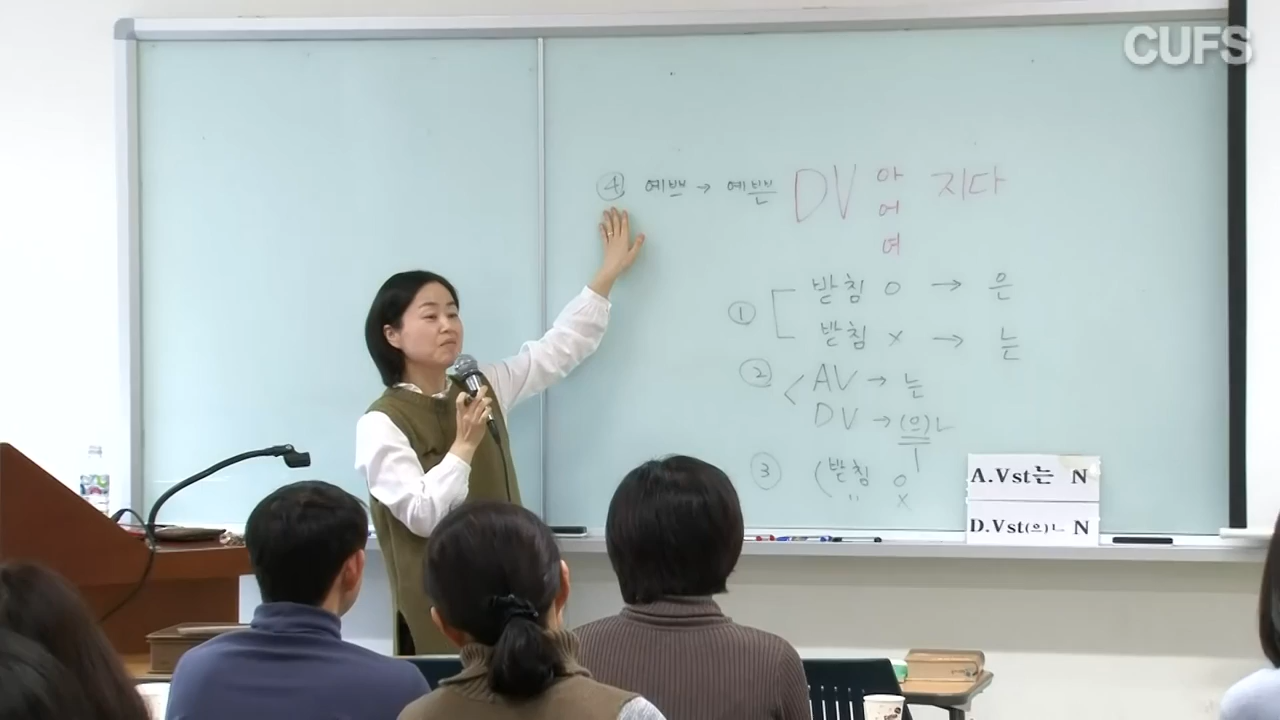 CUFS
④ 예쁘 → 예쁜 DV 아 지다
어
여
① 받침 o → 은
받침 x → 는
② AV → 는
DV → (으)ㄴ
③ 받침 o
" x
A.Vst는 N
D.Vst(으)ㄴ N